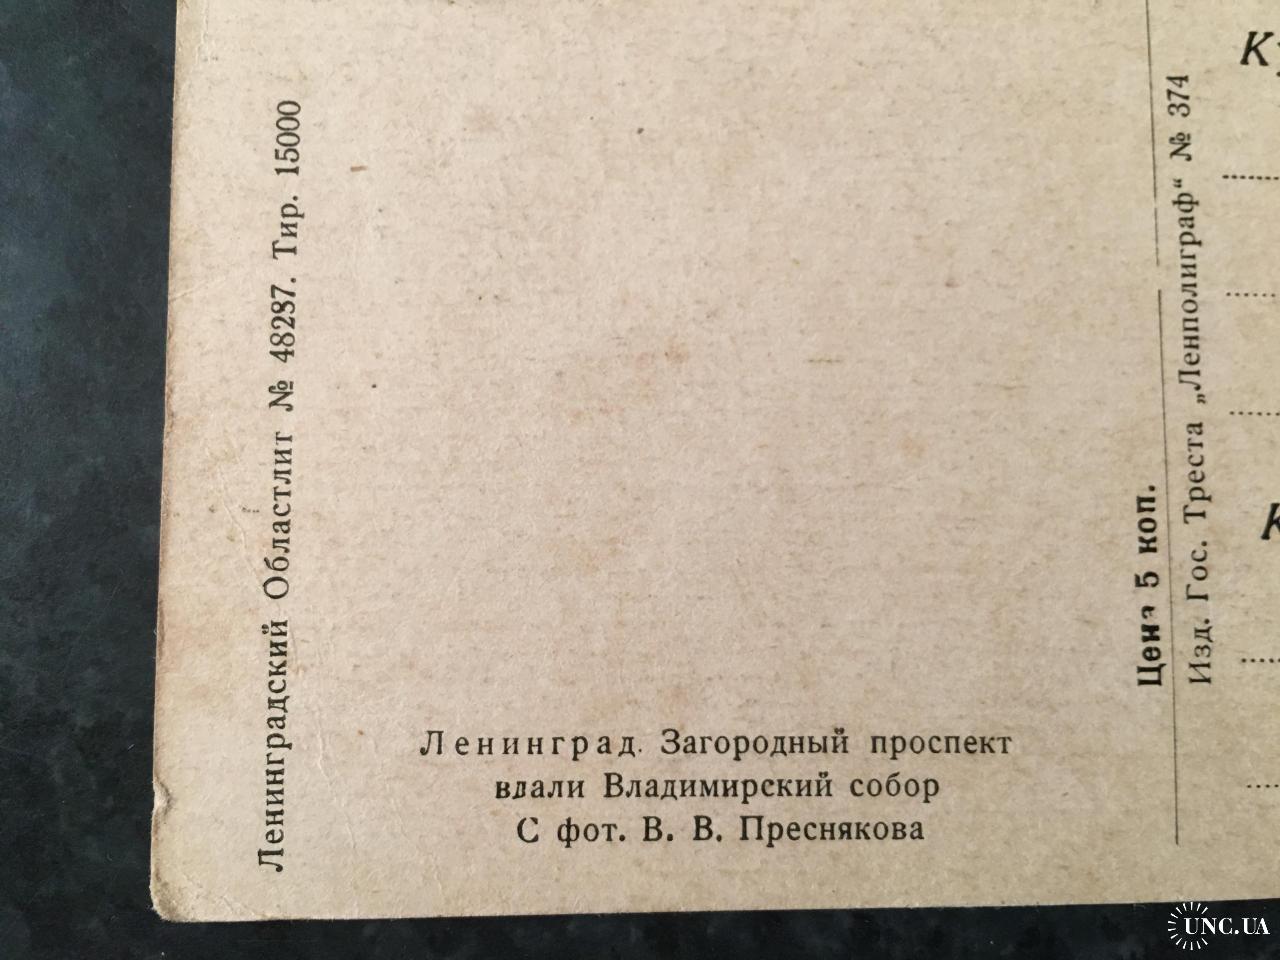 Ленинградский Областлит № 48287. Тир. 15000
Ленинград. Загородный проспект
вдали Владимирский собор
С фот. В. В. Преснякова
Цена 5 коп.
Изд. Гос. Треста „Ленполиграф“ № 374
UNC.UA